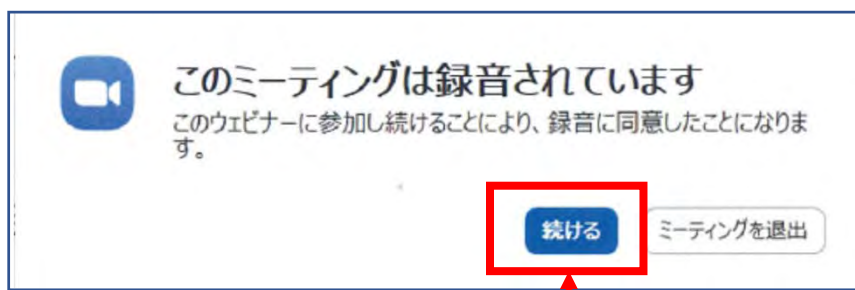 このミーティングは録音されています
このウェビナーに参加し続けることにより、録音に同意したことになりま
す。
続ける
ミーティングを退出